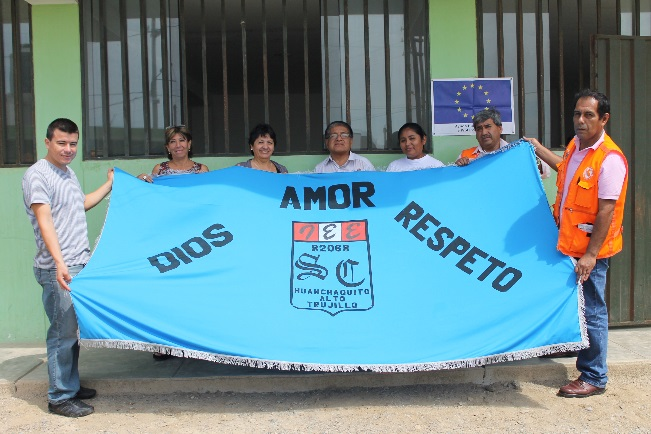 AMOR
DIOS
RESPETO
IEE
R206R
SC
HUANCHAQUITO
ALTO
TRUJILLO